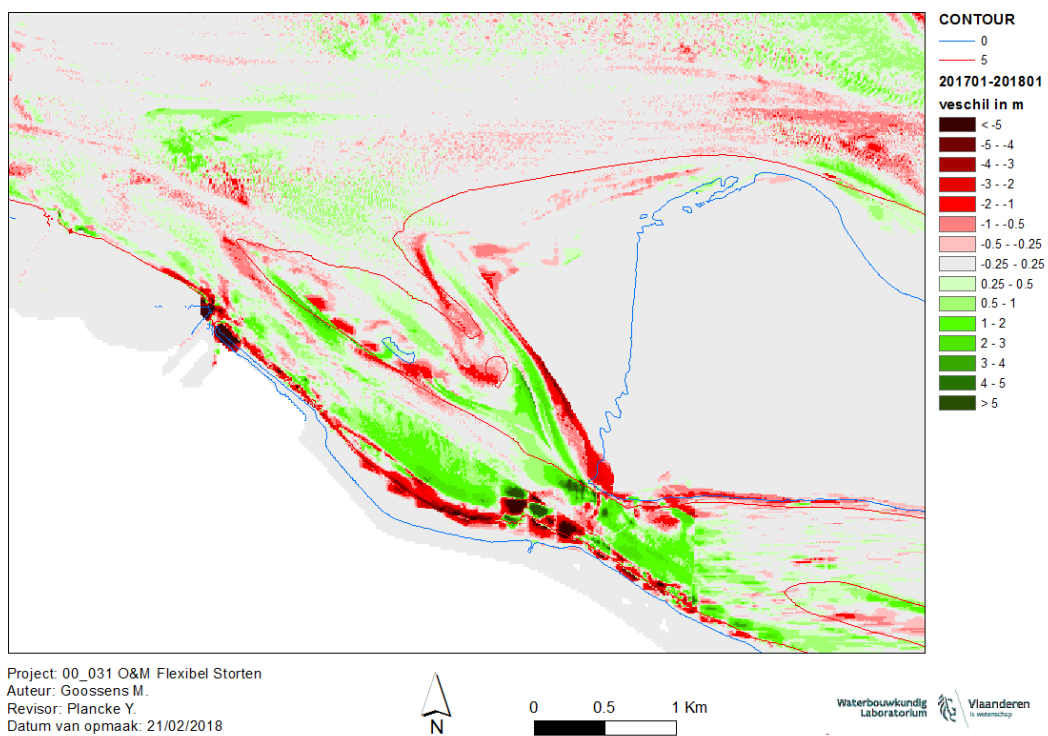 CONTOUR
0
5
201701-201801
veschil in m
< -5
-5 - -4
-4 - -3
-3 - -2
-2 - -1
-1 - -0.5
-0.5 - -0.25
-0.25 - 0.25
0.25 - 0.5
0.5 - 1
1 - 2
2 - 3
3 - 4
4 - 5
> 5
Project: 00_031 O&M Flexibel Storten
Auteur: Goossens M.
Revisor: Plancke Y.
Datum van opmaak: 21/02/2018
N
0 0.5 1 Km
Waterbouwkundig
Laboratorium
Vlaanderen
is wetenschap